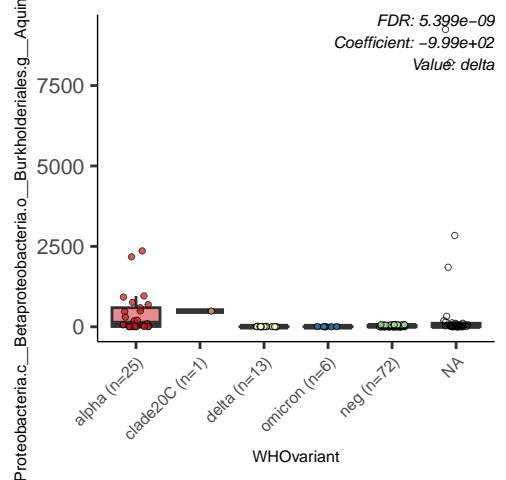 Proteobacteria.c__Betaproteobacteria.o__Burkholderiales.g__Aquin
FDR: 5.399e−09
Coefficient: −9.99e+02
Value: delta
7500
5000
2500
0
alpha (n=25)
clade20C (n=1)
delta (n=13)
omicron (n=6)
neg (n=72)
NA
WHOvariant